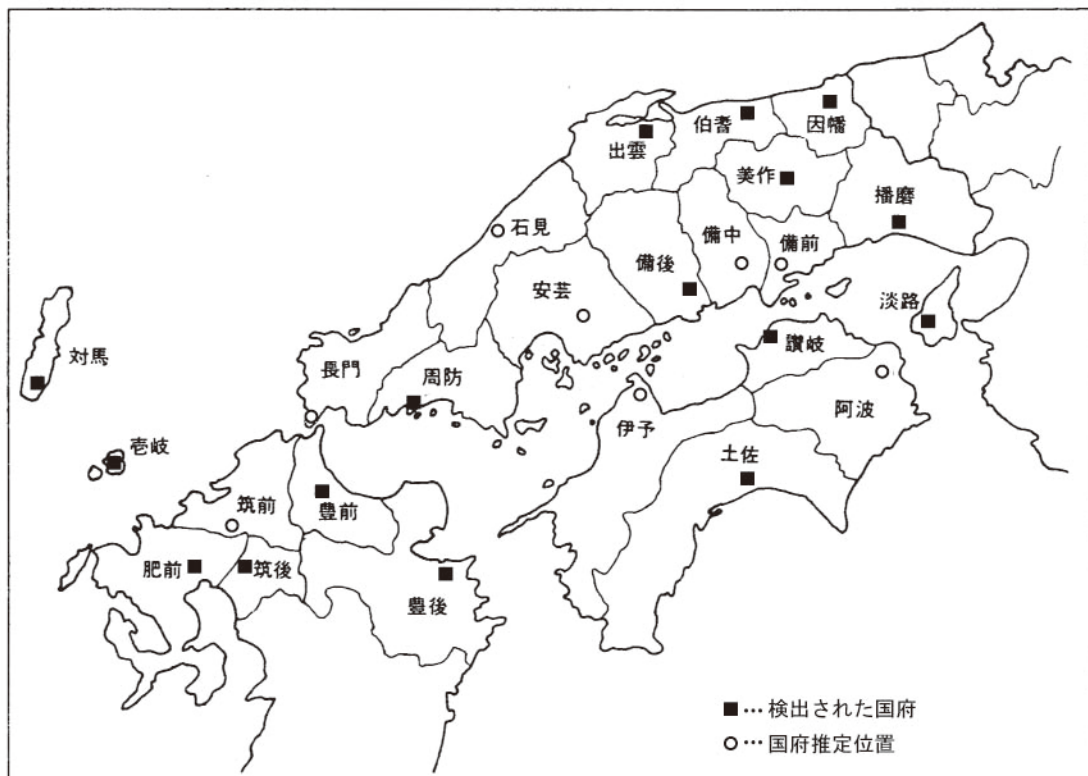 因幡
伯耆
出雲
美作
播磨
石見
備中
備前
備後
安芸
淡路
讃岐
対馬
長門
周防
阿波
伊予
壱岐
土佐
筑前
豊前
肥前
筑後
豊後
■…検出された国府
○…国府推定位置